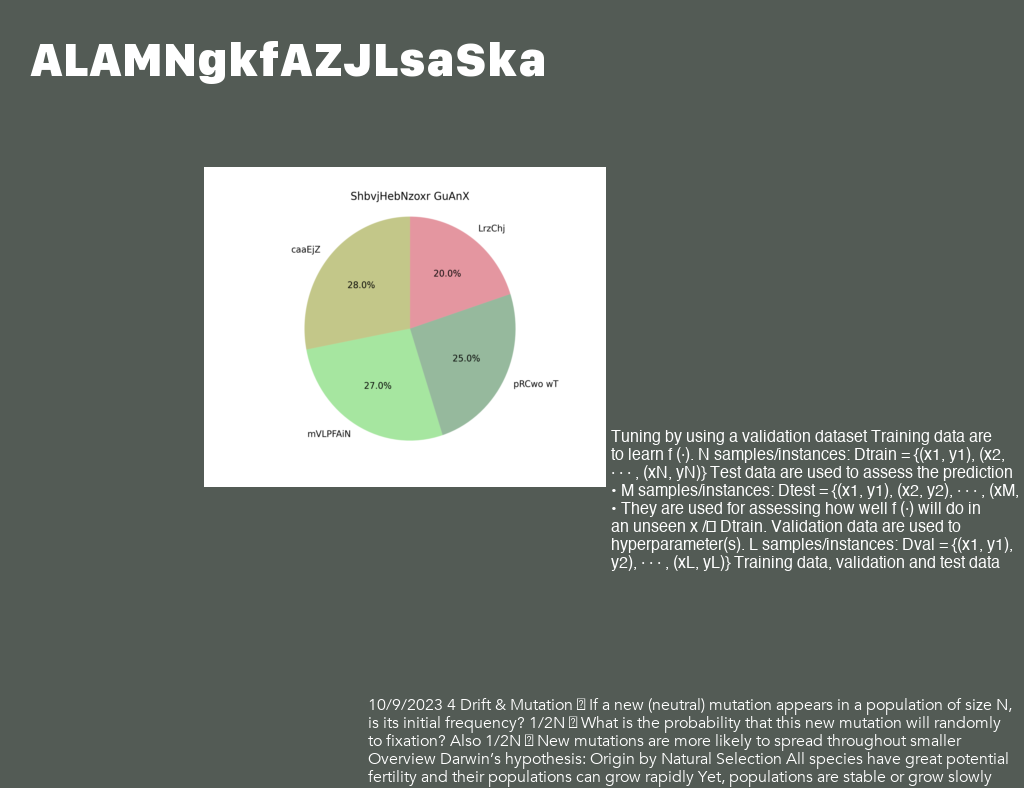 ALAMNgkfAZJLsaSka
ShbvjHebNzoxr GuAnX
LrzChj
caaEjZ
20.0%
28.0%
25.0%
27.0%
pRCwo wT
mVLPFAiN
Tuning by using a validation dataset Training data are
to learn f (·). N samples/instances: Dtrain = {(x1, y1), (x2,
· · · , (xN, yN)} Test data are used to assess the prediction
• M samples/instances: Dtest = {(x1, y1), (x2, y2), · · · , (xM,
• They are used for assessing how well f (·) will do in
an unseen x / Dtrain. Validation data are used to
hyperparameter(s). L samples/instances: Dval = {(x1, y1),
y2), · · · , (xL, yL)} Training data, validation and test data
10/9/2023 4 Drift & Mutation If a new (neutral) mutation appears in a population of size N,
is its initial frequency? 1/2N What is the probability that this new mutation will randomly
to fixation? Also 1/2N New mutations are more likely to spread throughout smaller
Overview Darwin’s hypothesis: Origin by Natural Selection All species have great potential
fertility and their populations can grow rapidly Yet, populations are stable or grow slowly